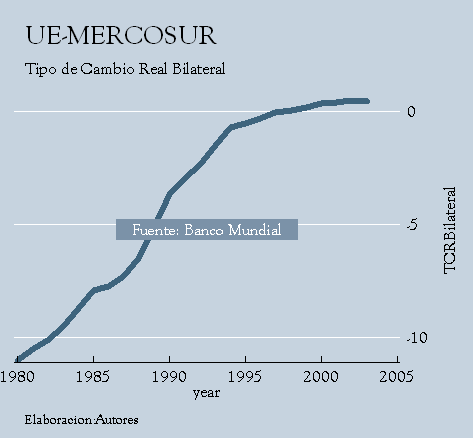 UE-MERCOSUR
Tipo de Cambio Real Bilateral
0
-5
-10
TCRBilateral
Fuente: Banco Mundial
1980 1985 1990 1995 2000 2005
year
Elaboracion:Autores